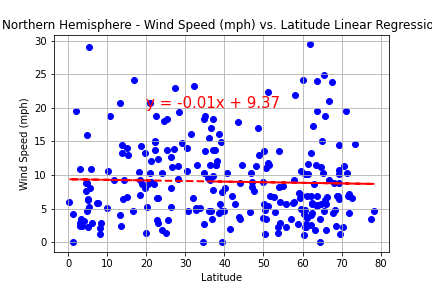 Northern Hemisphere - Wind Speed (mph) vs. Latitude Linear Regressio
30
25
20
15
10
5
0
Wind Speed (mph)
y = -0.01x + 9.37
0 10 20 30 40 50 60 70 80
Latitude